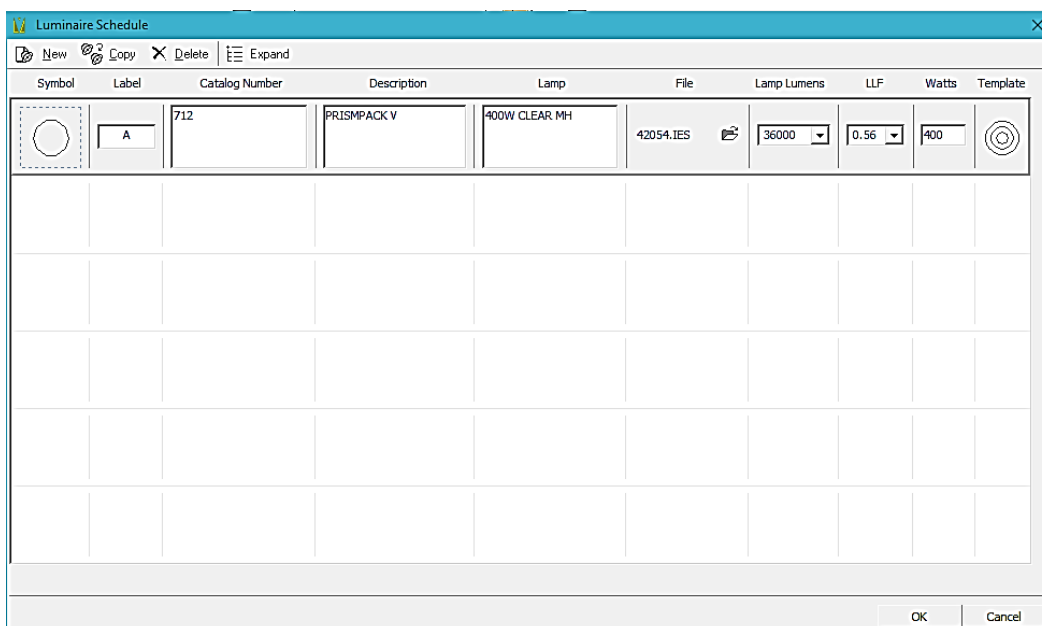 Luminaire Schedule
New Copy Delete Expand
Symbol Label Catalog Number Description Lamp File Lamp Lumens LLF Watts Template
A 712 PRISMPACK V 400W CLEAR MH 42054.IES 36000 0.56 400
OK Cancel